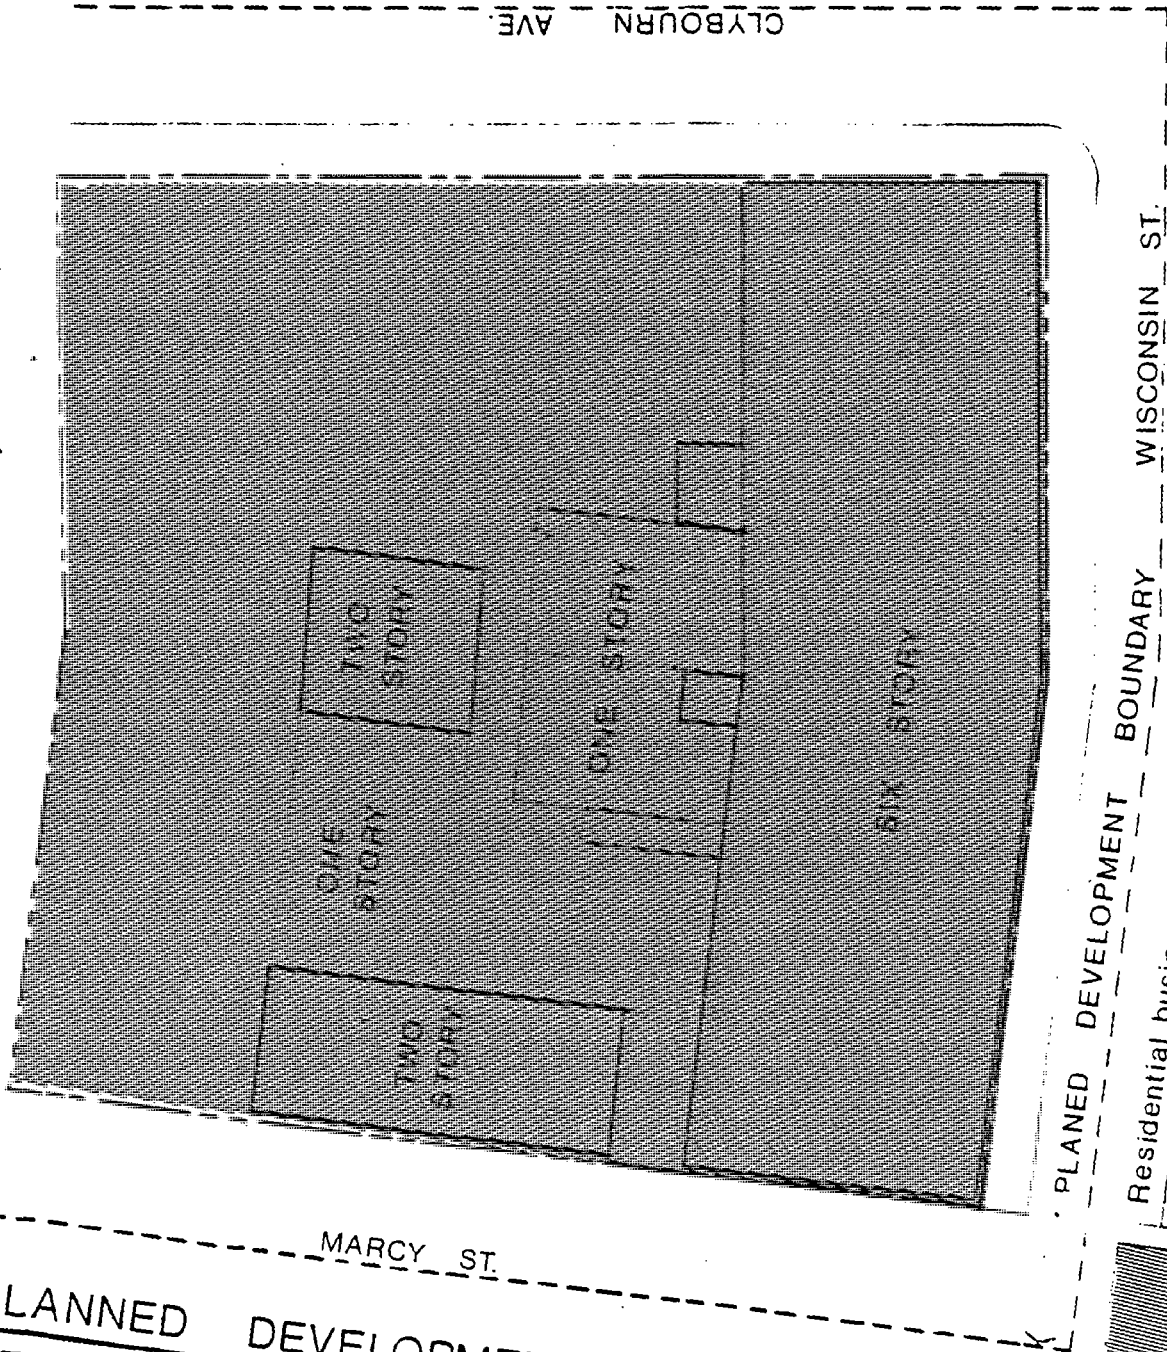 CLYBOURN AVE.
WISCONSIN ST.
PLANED DEVELOPMENT BOUNDARY
TWO
STORY
ONE STORY
SIX STORY
ONE
STORY
TWO
STORY
Residential
MARCY ST.
LANNED DEVELOPME